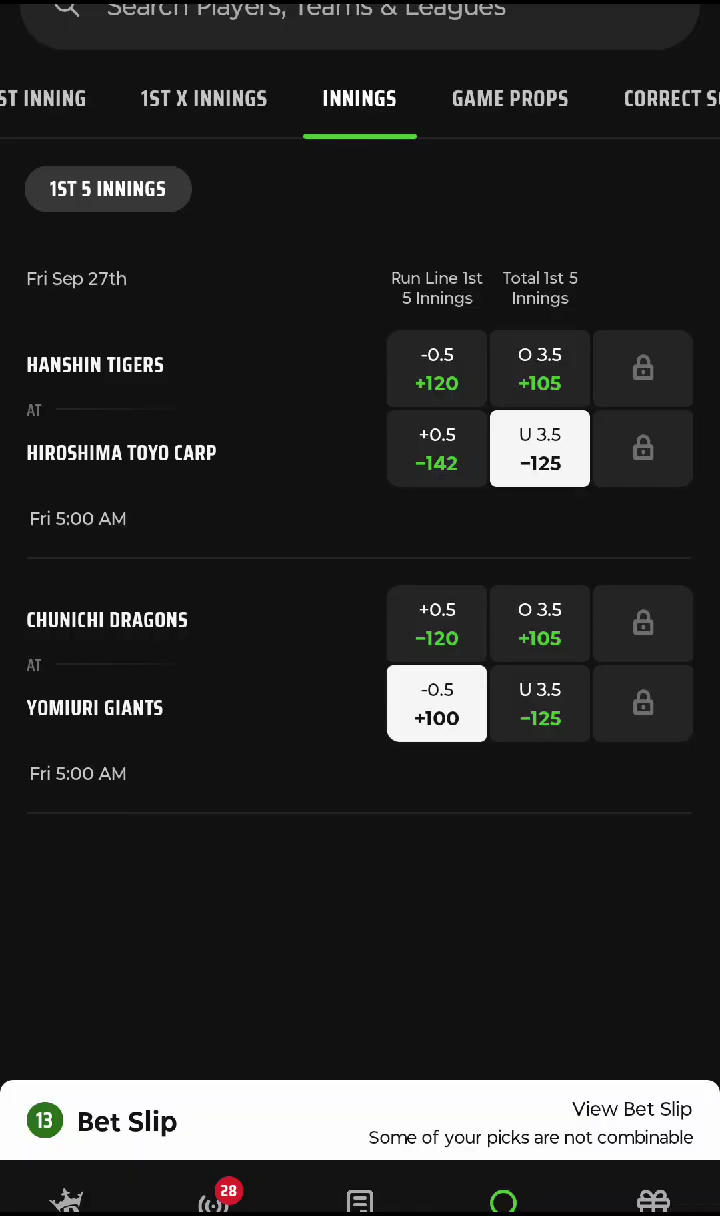 Search Players, Teams & Leagues
ST INNING 1ST X INNINGS INNINGS GAME PROPS CORRECT S
1ST 5 INNINGS
Fri Sep 27th
Run Line 1st 5 Innings
Total 1st 5 Innings
HANSHIN TIGERS
-0.5 O 3.5
+120 +105
AT
HIROSHIMA TOYO CARP
+0.5 U 3.5
−142 −125
Fri 5:00 AM
CHUNICHI DRAGONS
+0.5 O 3.5
−120 +105
AT
YOMIURI GIANTS
-0.5 U 3.5
+100 −125
Fri 5:00 AM
13 Bet Slip
View Bet Slip
Some of your picks are not combinable
28